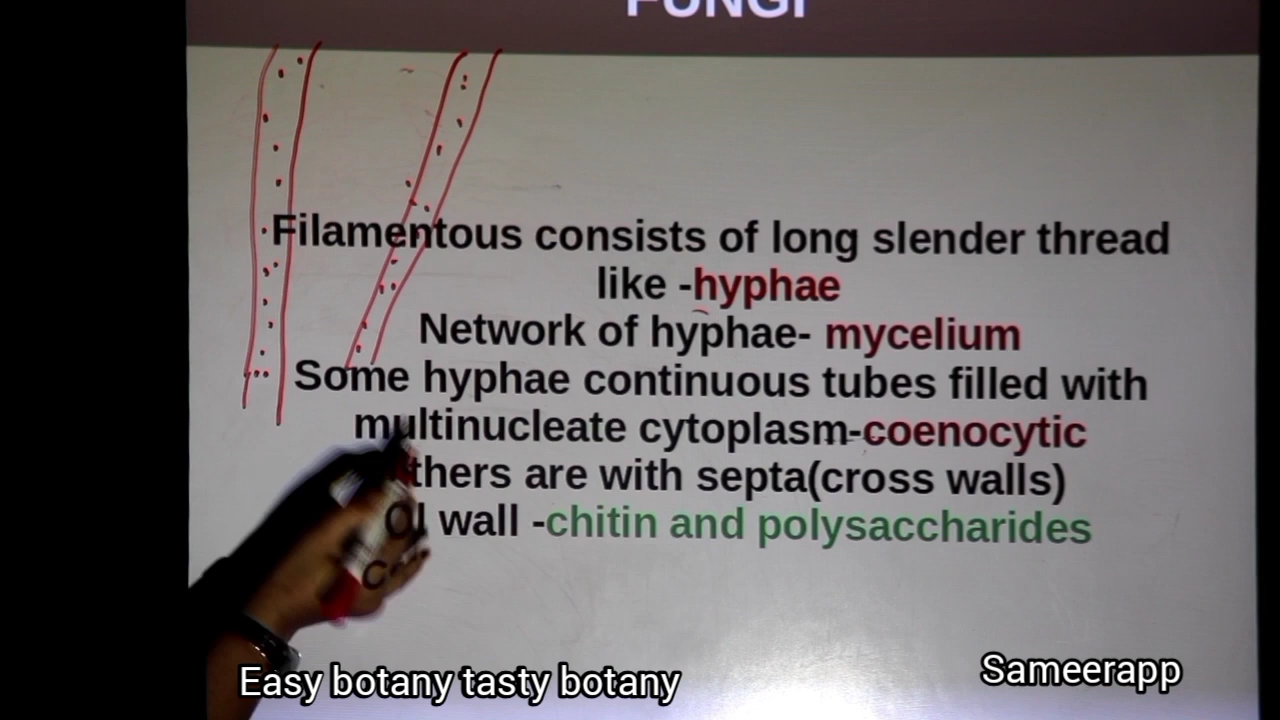 FUNGI
Filamentous consists of long slender thread
like -hyphae
Network of hyphae- mycelium
Some hyphae continuous tubes filled with
multinucleate cytoplasm-coenocytic
thers are with septa(cross walls)
wall -chitin and polysaccharides
Easy botany tasty botany
Sameerapp